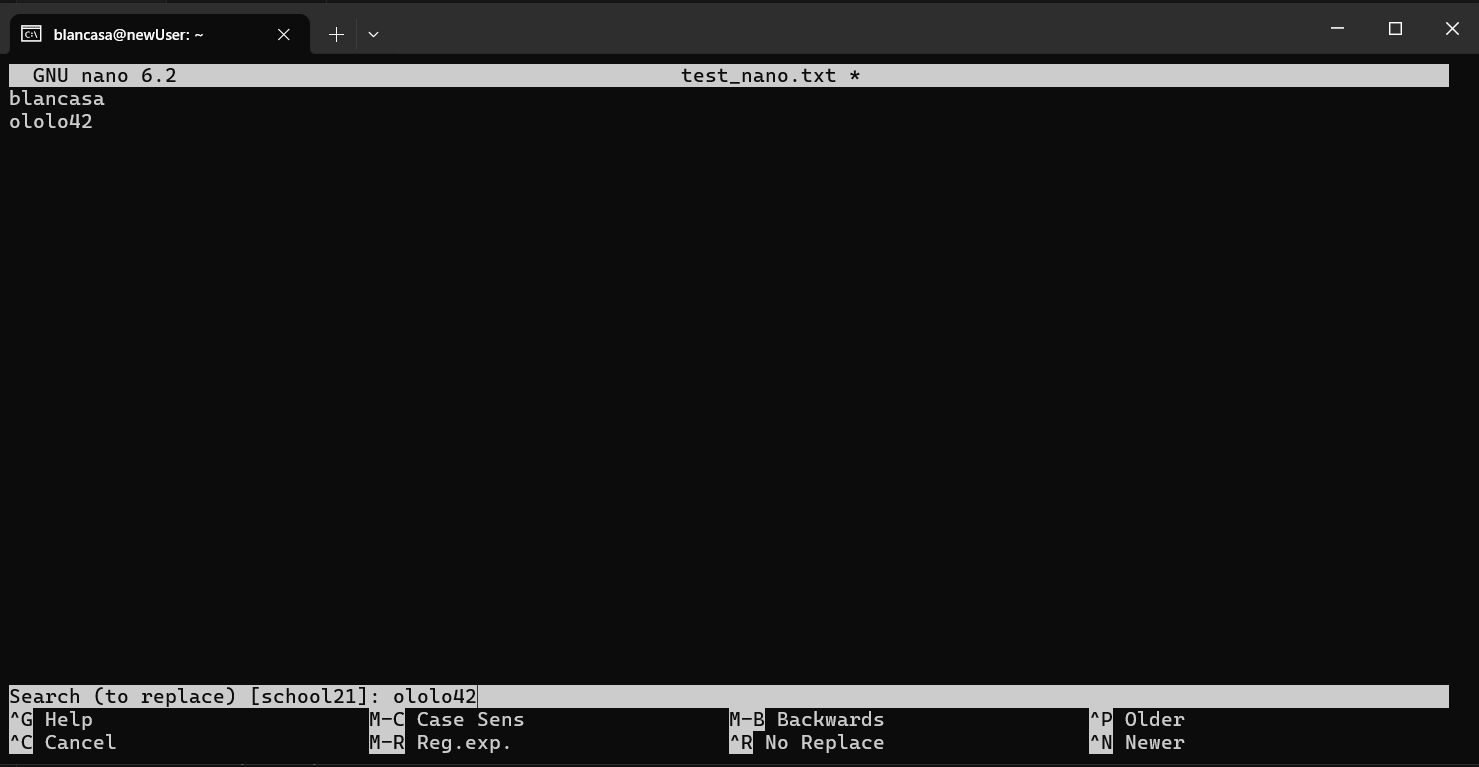 blancasa@newUser: ~
GNU nano 6.2 test_nano.txt *
blancasa
ololo42
Search (to replace) [school21]: ololo42
^G Help M-C Case Sens M-B Backwards ^P Older
^C Cancel M-R Reg.exp. ^R No Replace ^N Newer